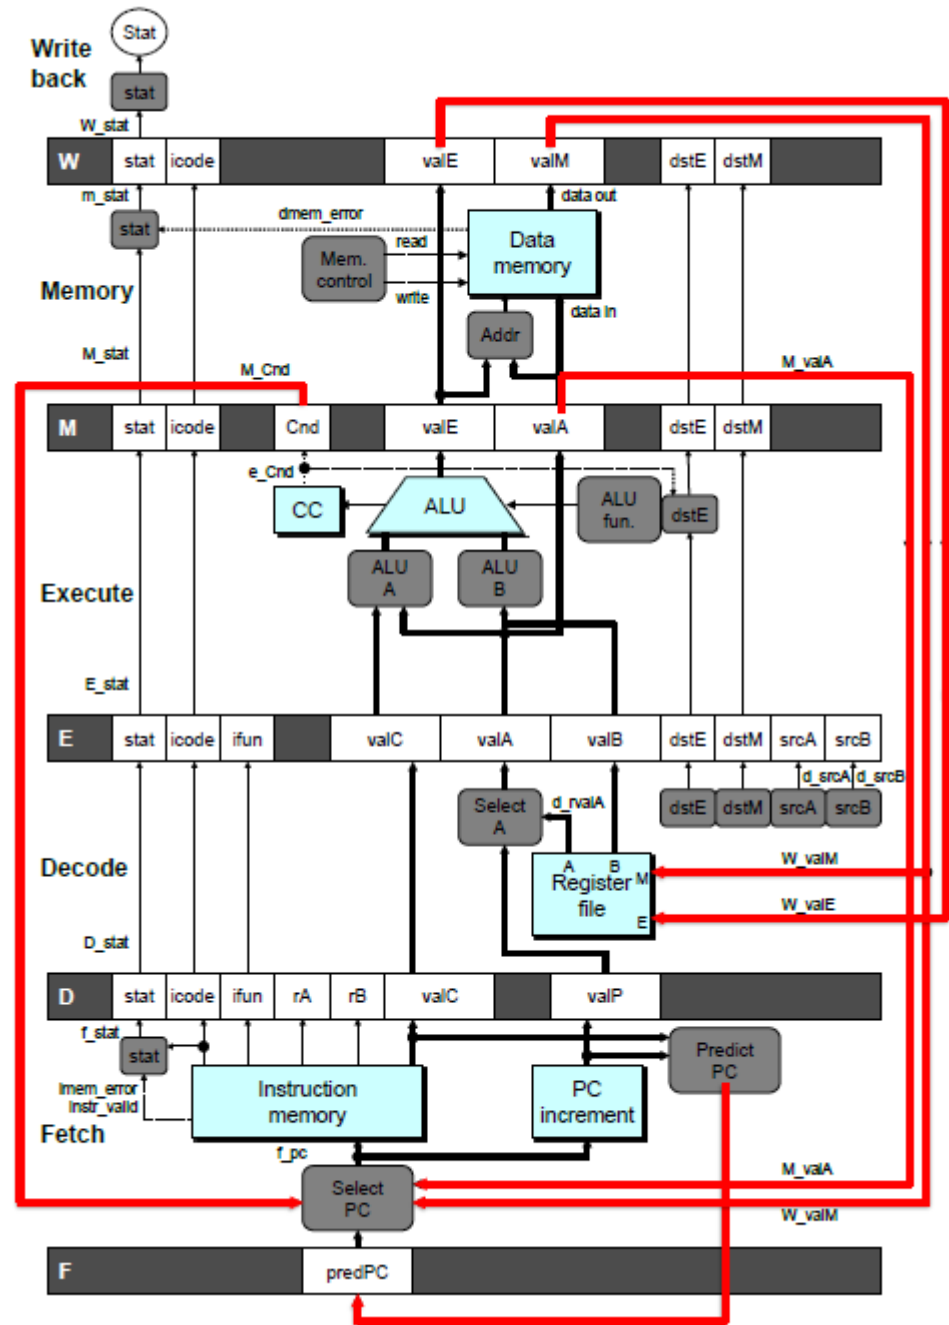 Stat
Write
back
stat
W_stat
W stat icode valE valM dstE dstM
m_stat
data out
dmem_error
stat
read
Mem.
control
Data
memory
write
Memory
data in
Addr
M_stat
M_Cnd
M_valA
M stat icode Cnd valE valA dstE dstM
e_Cnd
CC
ALU
ALU
fun.
dstE
ALU
A
ALU
B
Execute
E_stat
E stat icode ifun valC valA valB dstE dstM srcA srcB
d_srcA d_srcB
Select
A
d_rvalA
dstE dstM srcA srcB
A B
M
Register
file
E
W_valM
Decode
W_valE
D_stat
D stat icode ifun rA rB valC valP
f_stat
stat
Predict
PC
Imem_error
Instr_valid
Instruction
memory
PC
increment
Fetch
f_pc
M_valA
Select
PC
W_valM
F predPC